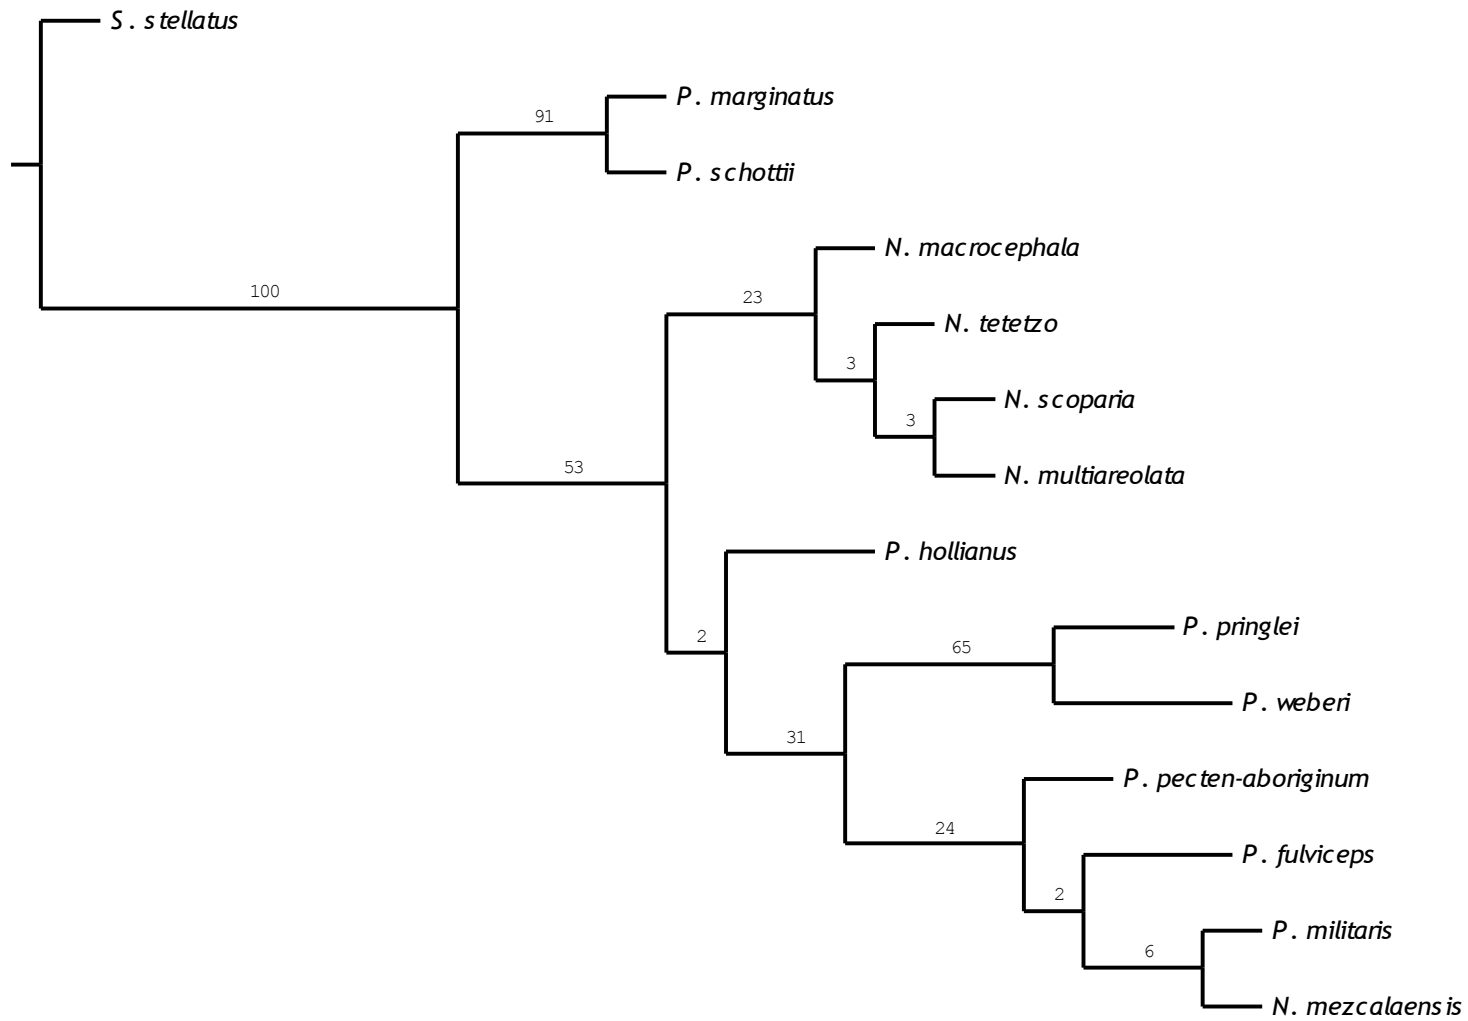 S. stellatus
P. marginatus
91
P. schottii
N. macrocephala
100
23
N. tetetzo
3
N. scoparia
3
53
N. multiareolata
P. hollianus
P. pringlei
2
65
P. weberi
31
P. pecten-aboriginum
24
P. fulviceps
2
P. militaris
6
N. mezcalaensis